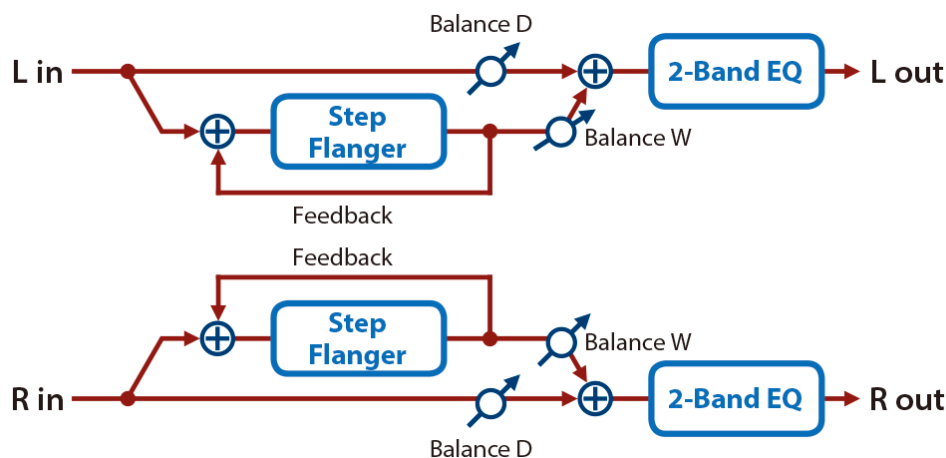 Balance D
L in
2-Band EQ
L out
Step
Flanger
Balance W
Feedback
Feedback
Step
Flanger
Balance W
R in
2-Band EQ
R out
Balance D